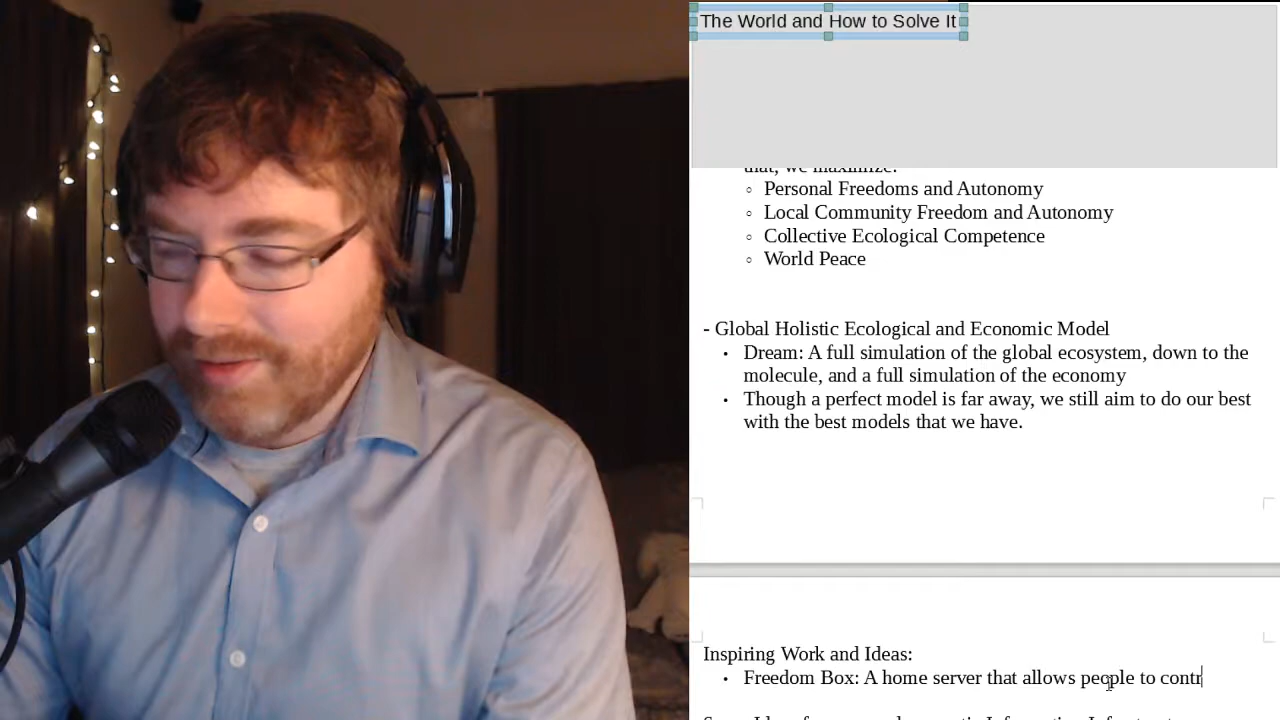 The World and How to Solve It
that, we maximize:
◦ Personal Freedoms and Autonomy
◦ Local Community Freedom and Autonomy
◦ Collective Ecological Competence
◦ World Peace
- Global Holistic Ecological and Economic Model
• Dream: A full simulation of the global ecosystem, down to the
molecule, and a full simulation of the economy
• Though a perfect model is far away, we still aim to do our best
with the best models that we have.
Inspiring Work and Ideas:
• Freedom Box: A home server that allows people to contr